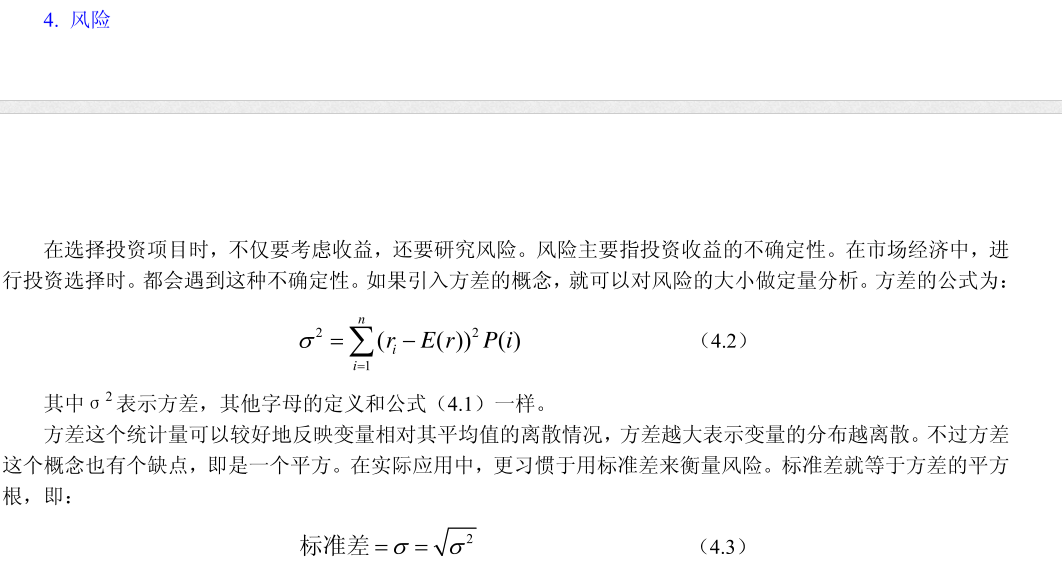 4. 风险
在选择投资项目时，不仅要考虑收益，还要研究风险。风险主要指投资收益的不确定性。在市场经济中，进
行投资选择时。都会遇到这种不确定性。如果引入方差的概念，就可以对风险的大小做定量分析。方差的公式为：
σ² = ∑ᵢ₌₁ⁿ (rᵢ − E(r))² P(i) （4.2）
其中 σ ² 表示方差，其他字母的定义和公式（4.1）一样。
方差这个统计量可以较好地反映变量相对其平均值的离散情况，方差越大表示变量的分布越离散。不过方差
这个概念也有个缺点，即是一个平方。在实际应用中，更习惯于用标准差来衡量风险。标准差就等于方差的平方
根，即：
标准差 = σ = √σ² （4.3）